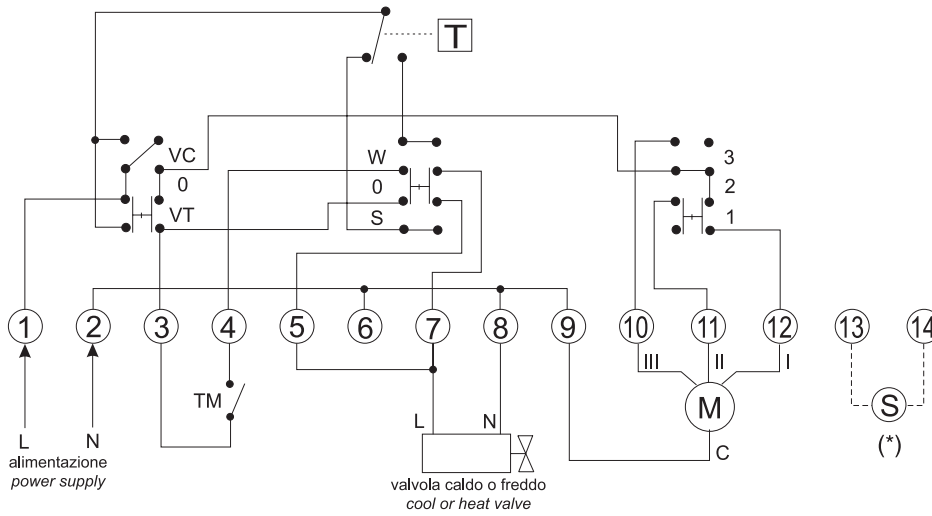 T
VC
0
VT
W
0
S
3
2
1
1 2 3 4 5 6 7 8 9 10 11 12 13 14
TM
III II I
M
S
(*)
L N
L N
C
alimentazione
power supply
valvola caldo o freddo
cool or heat valve